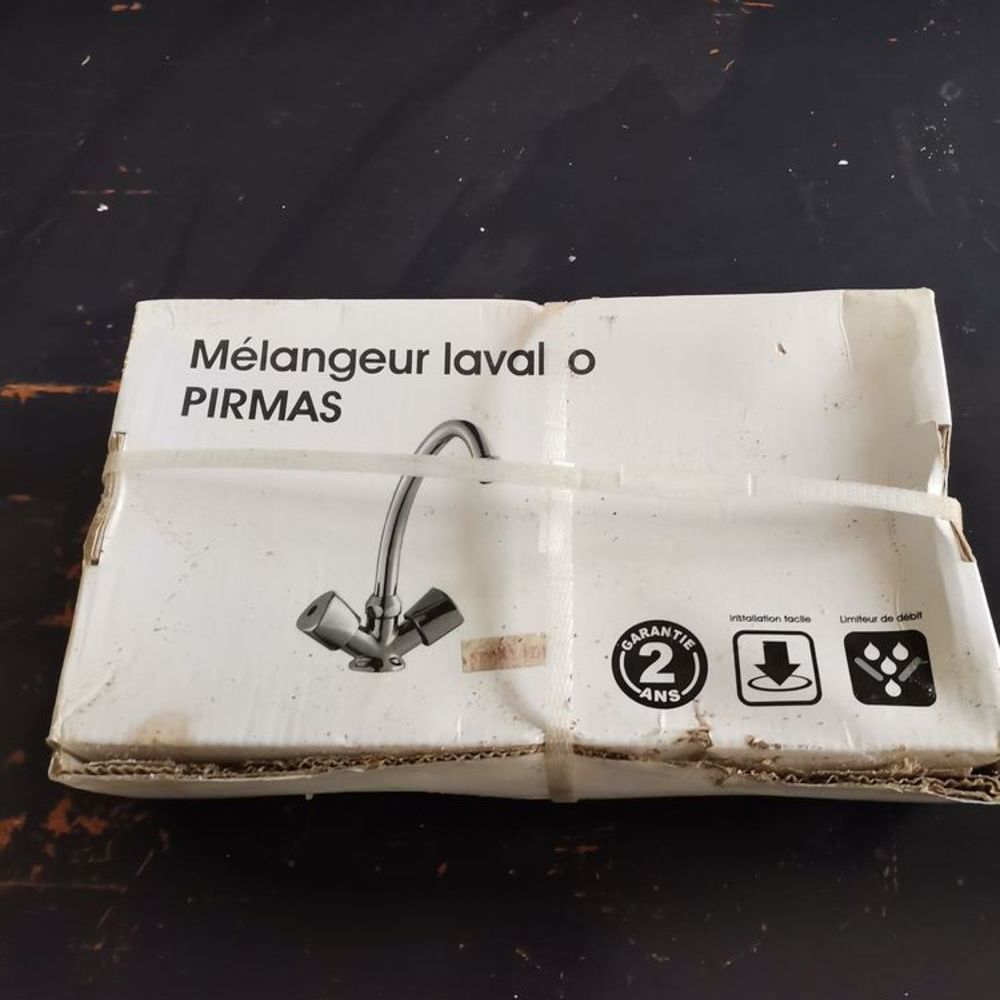 Mélangeur laval o
PIRMAS
GARANTIE
2
ANS
Installation facile
Limiteur de débit